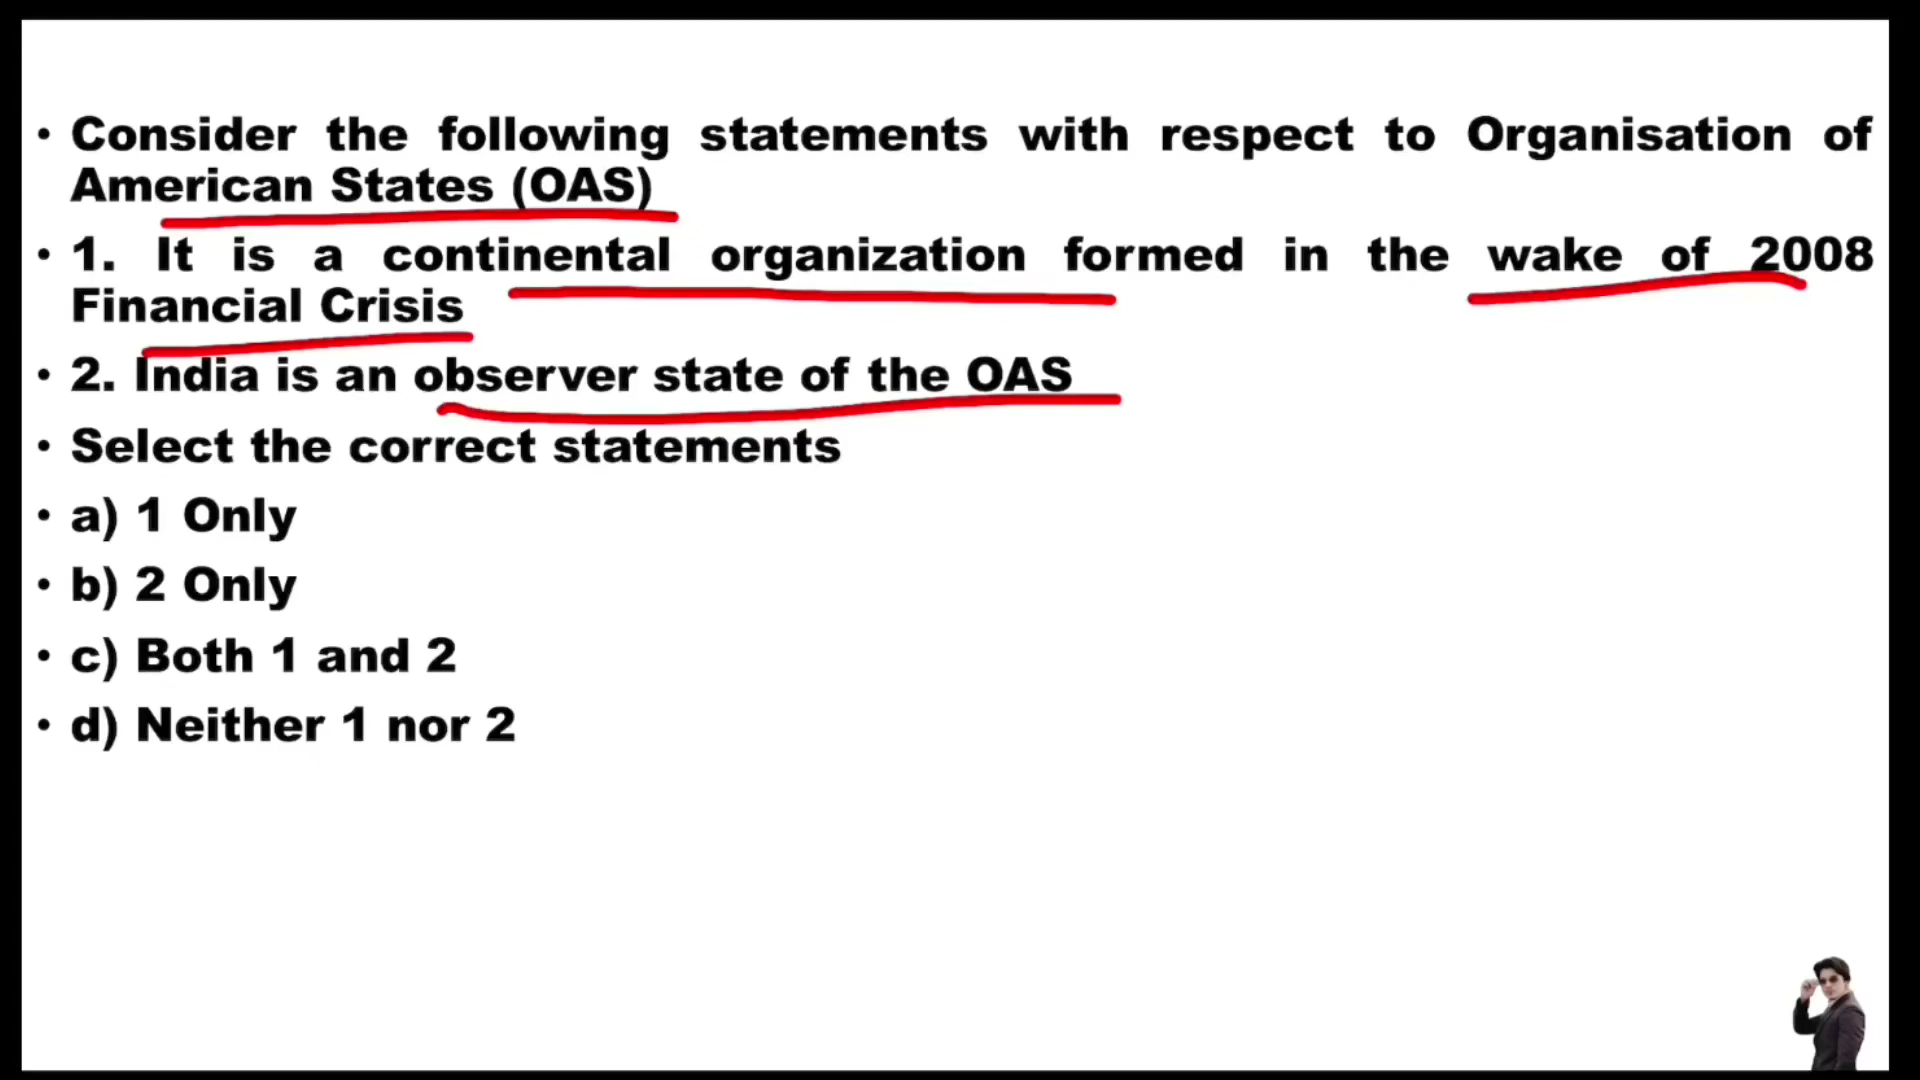 • Consider the following statements with respect to Organisation of
American States (OAS)
• 1. It is a continental organization formed in the wake of 2008
Financial Crisis
• 2. India is an observer state of the OAS
• Select the correct statements
• a) 1 Only
• b) 2 Only
• c) Both 1 and 2
• d) Neither 1 nor 2